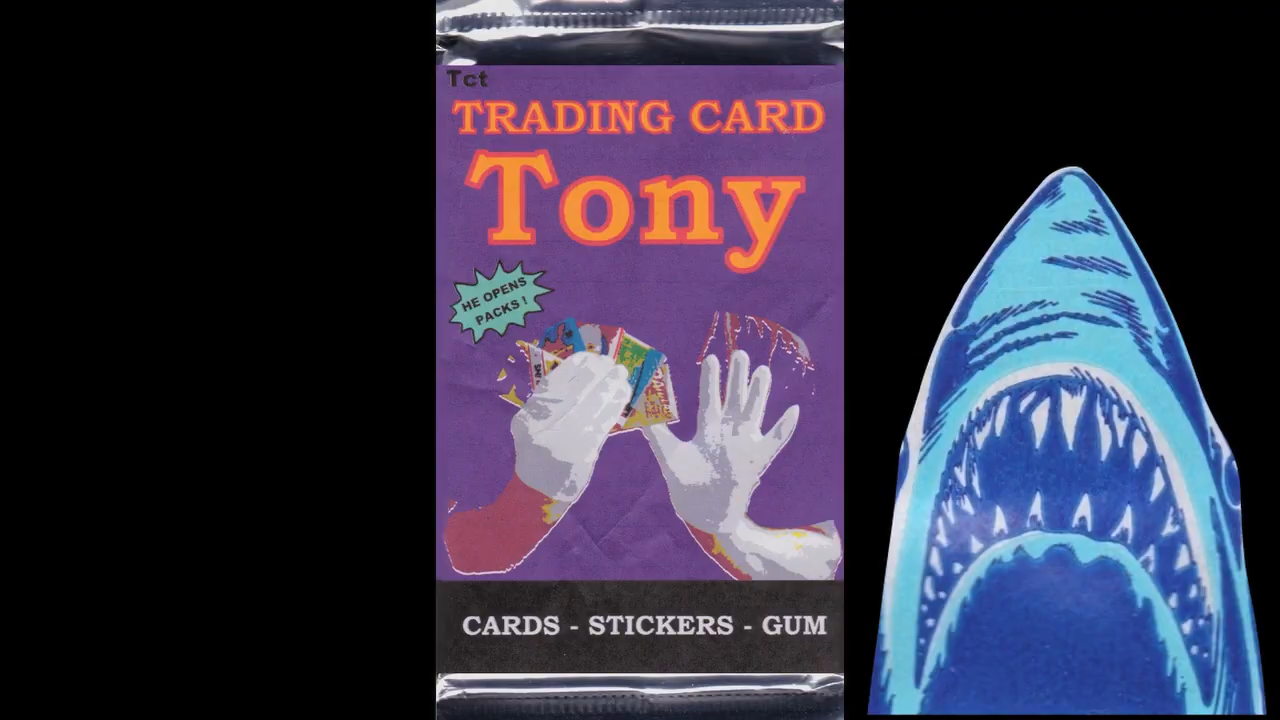 Tct
TRADING CARD
Tony
HE OPENS
PACKS !
CARDS - STICKERS - GUM